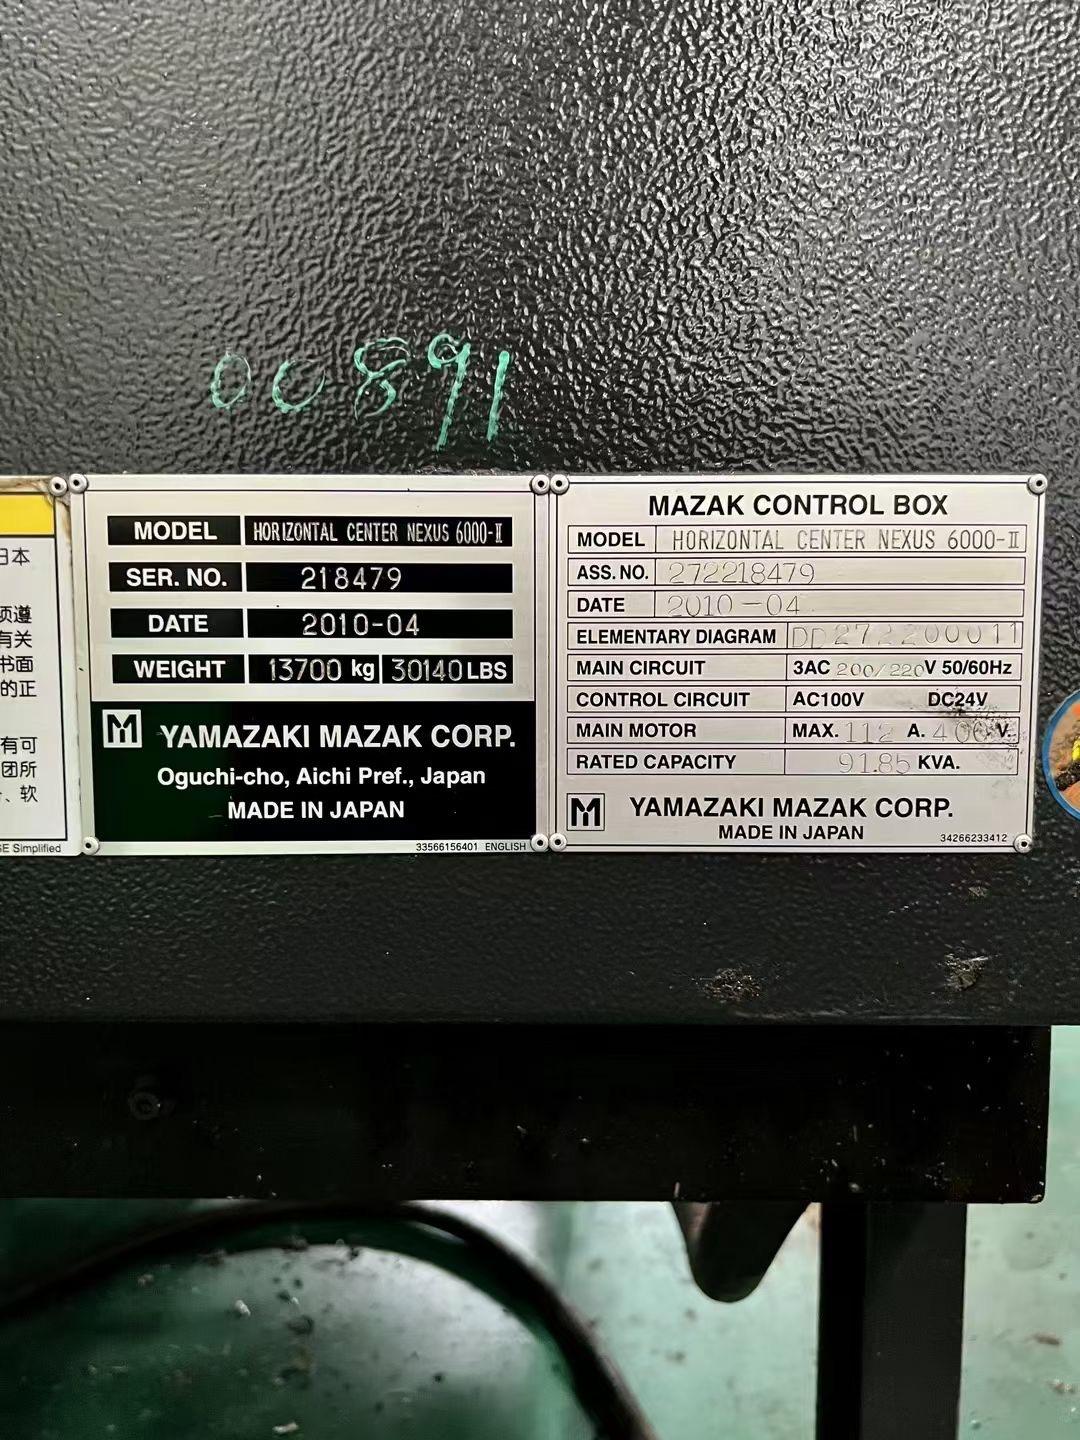 00891
日本
须遵
有关
书面
的正
有可
团所
、软
SE Simplified
MODEL HORIZONTAL CENTER NEXUS 6000-II
SER. NO. 218479
DATE 2010-04
WEIGHT 13700 kg 30140 LBS
YAMAZAKI MAZAK CORP.
Oguchi-cho, Aichi Pref., Japan
MADE IN JAPAN
33566156401 ENGLISH
MAZAK CONTROL BOX
MODEL HORIZONTAL CENTER NEXUS 6000-II
ASS. NO. 272218479
DATE 2010-04
ELEMENTARY DIAGRAM DD272200011
MAIN CIRCUIT 3AC 200/220V 50/60Hz
CONTROL CIRCUIT AC100V DC24V
MAIN MOTOR MAX. 112 A. 400 V.
RATED CAPACITY 91.85 KVA.
YAMAZAKI MAZAK CORP.
MADE IN JAPAN
34266233412